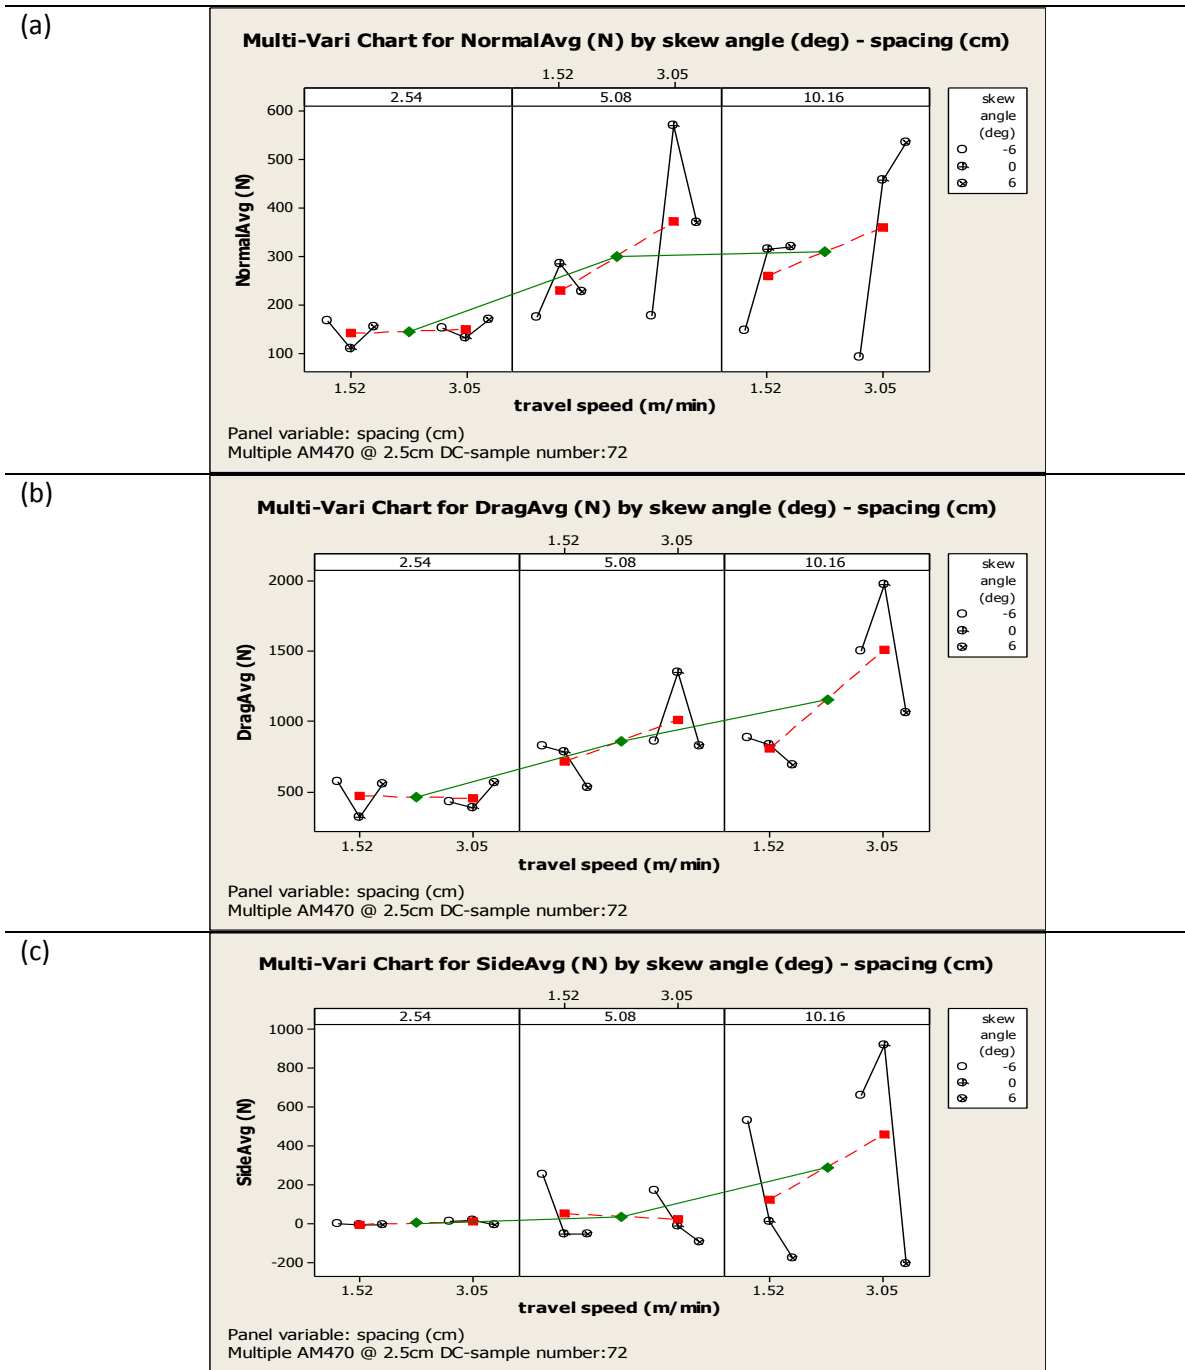 (a)
Multi-Vari Chart for NormalAvg (N) by skew angle (deg) - spacing (cm)
1.52 3.05
2.54 5.08 10.16
skew
angle
(deg)
-6
0
6
600
500
400
300
200
100
NormalAvg (N)
1.52 3.05 1.52 3.05
travel speed (m/min)
Panel variable: spacing (cm)
Multiple AM470 @ 2.5cm DC-sample number:72
(b)
Multi-Vari Chart for DragAvg (N) by skew angle (deg) - spacing (cm)
1.52 3.05
2.54 5.08 10.16
skew
angle
(deg)
-6
0
6
2000
1500
1000
500
DragAvg (N)
1.52 3.05 1.52 3.05
travel speed (m/min)
Panel variable: spacing (cm)
Multiple AM470 @ 2.5cm DC-sample number:72
(c)
Multi-Vari Chart for SideAvg (N) by skew angle (deg) - spacing (cm)
1.52 3.05
2.54 5.08 10.16
skew
angle
(deg)
-6
0
6
1000
800
600
400
200
0
-200
SideAvg (N)
1.52 3.05 1.52 3.05
travel speed (m/min)
Panel variable: spacing (cm)
Multiple AM470 @ 2.5cm DC-sample number:72